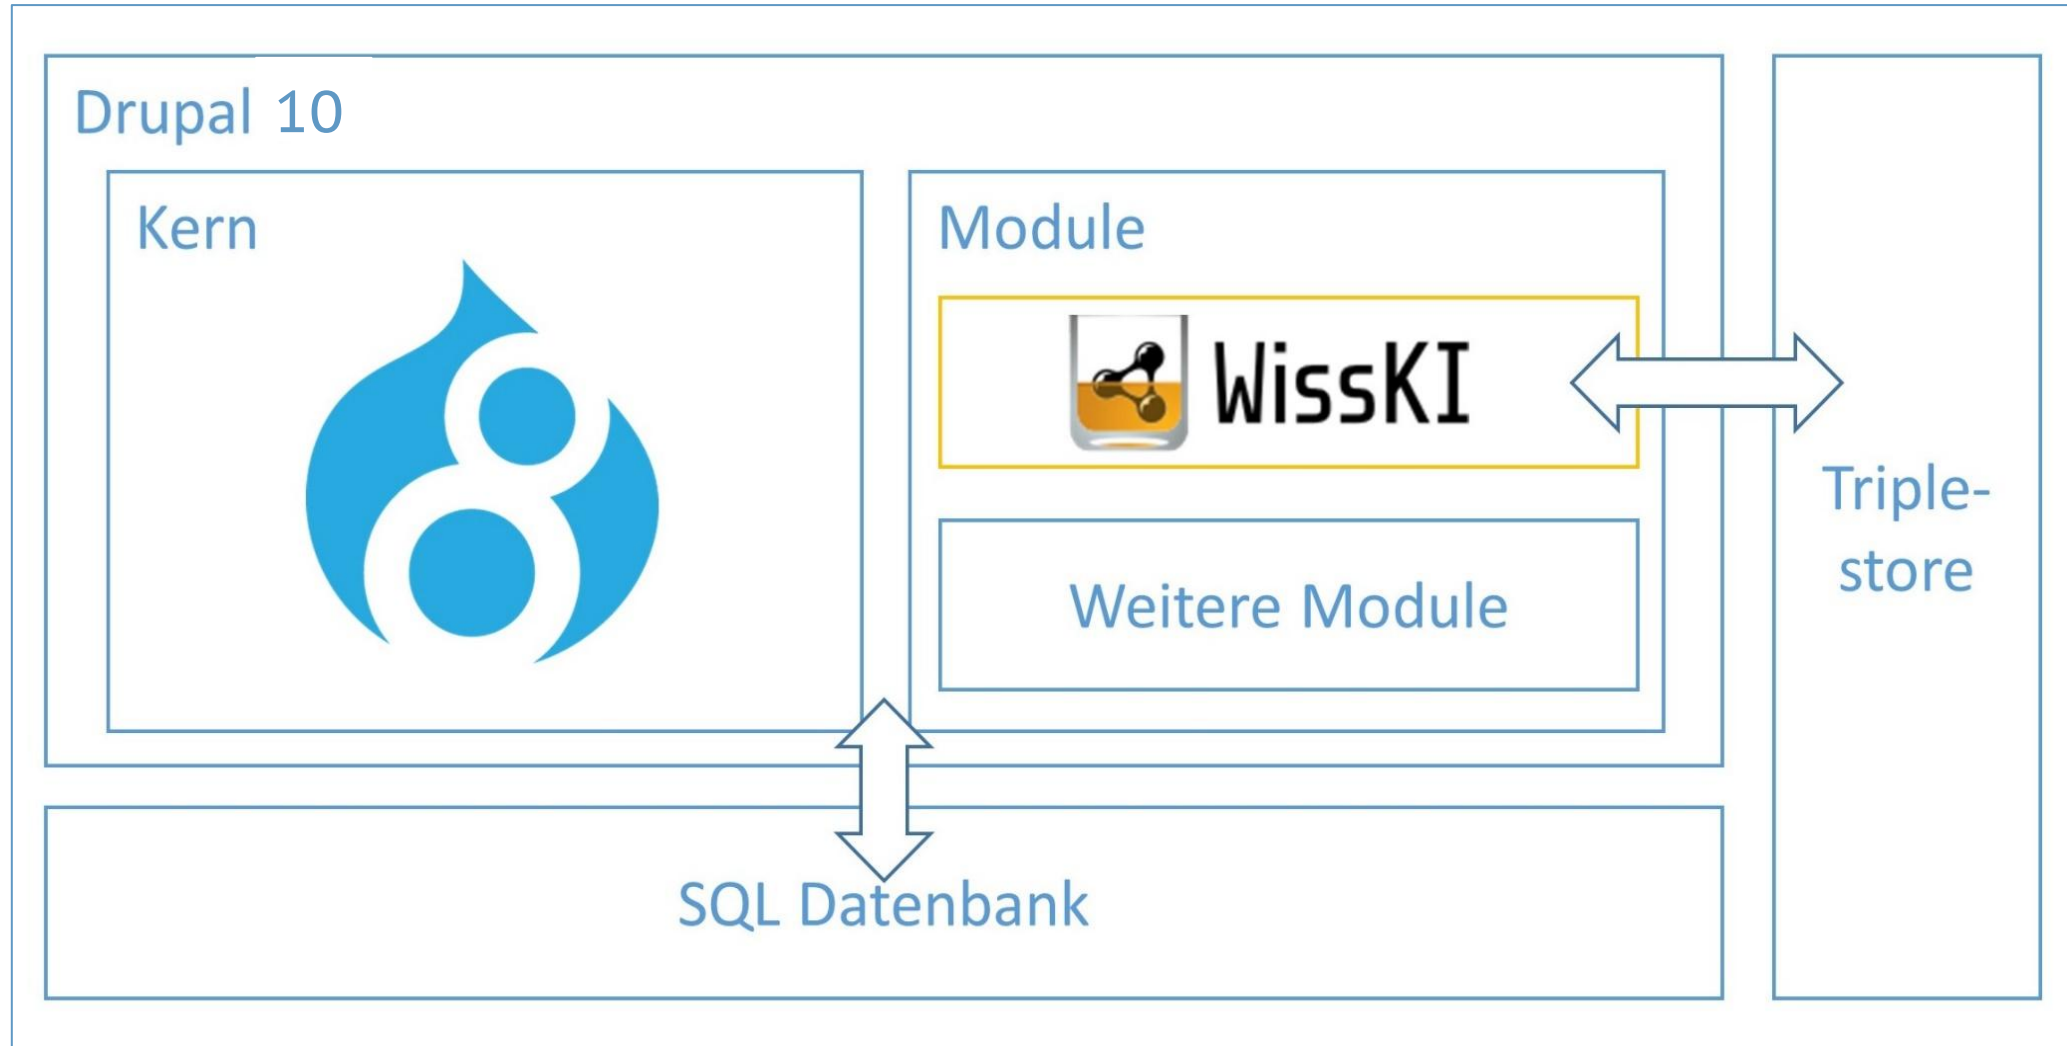 Drupal 10
Kern
Module
WissKI
Weitere Module
Triple-
store
SQL Datenbank